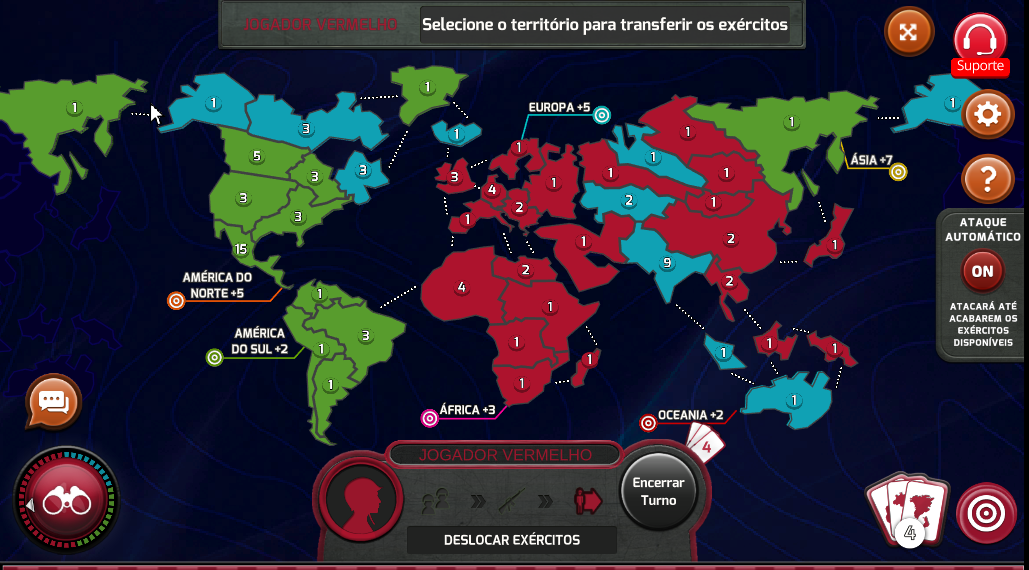 JOGADOR VERMELHO
Selecione o território para transferir os exércitos
Suporte
EUROPA +5
ÁSIA +7
ATAQUE
AUTOMÁTICO
ON
ATACARÁ ATÉ
ACABAREM OS
EXÉRCITOS
DISPONÍVEIS
1
1
3
1
1
1
5
3
3
3
3
15
1
3
1
1
3
4
1
1
2
1
1
1
1
1
1
2
1
1
2
9
2
1
4
2
1
1
1
1
1
1
1
1
1
AMÉRICA DO
NORTE +5
AMÉRICA
DO SUL +2
ÁFRICA +3
OCEANIA +2
4
JOGADOR VERMELHO
Encerrar
Turno
DESLOCAR EXÉRCITOS
4
?